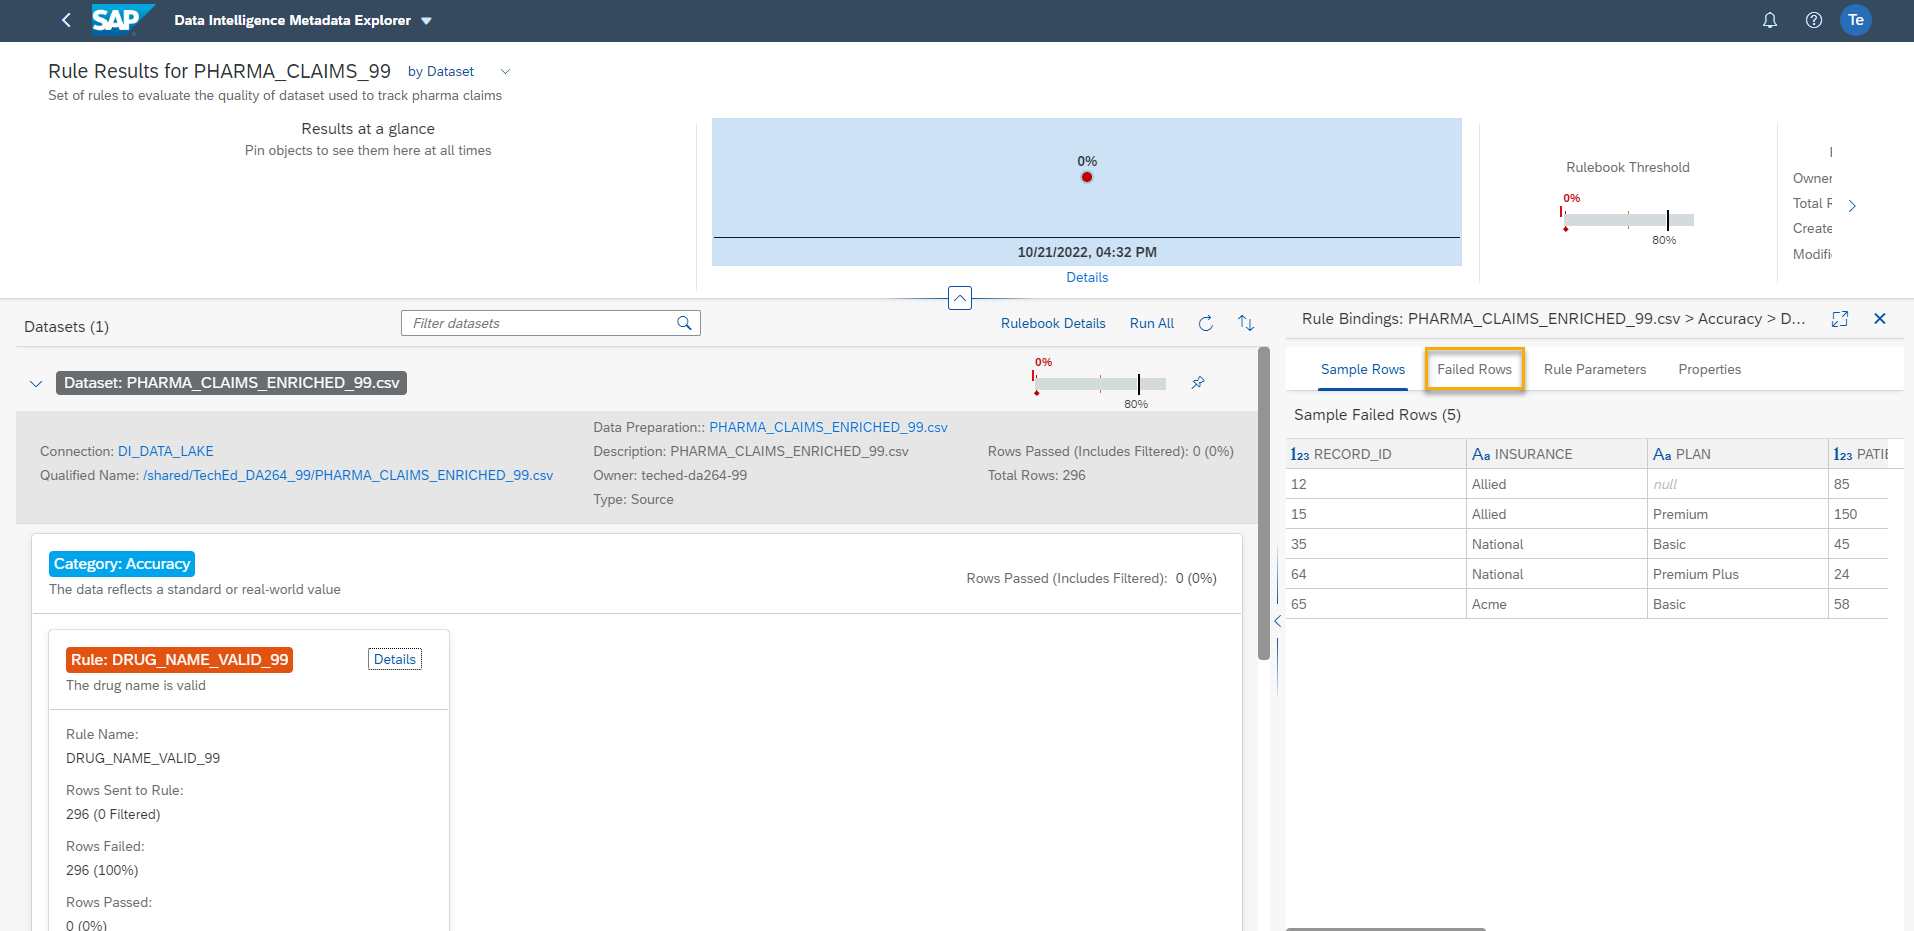 SAP
Data Intelligence Metadata Explorer
Te
Rule Results for PHARMA_CLAIMS_99
by Dataset
Set of rules to evaluate the quality of dataset used to track pharma claims
Results at a glance
Pin objects to see them here at all times
0%
10/21/2022, 04:32 PM
Details
Rulebook Threshold
0%
80%
Owner
Total R
Create
Modifi
Datasets (1)
Filter datasets
Rulebook Details
Run All
Dataset: PHARMA_CLAIMS_ENRICHED_99.csv
0%
80%
Connection: DI_DATA_LAKE
Qualified Name: /shared/TechEd_DA264_99/PHARMA_CLAIMS_ENRICHED_99.csv
Data Preparation:: PHARMA_CLAIMS_ENRICHED_99.csv
Description: PHARMA_CLAIMS_ENRICHED_99.csv
Owner: teched-da264-99
Type: Source
Rows Passed (Includes Filtered): 0 (0%)
Total Rows: 296
Category: Accuracy
The data reflects a standard or real-world value
Rows Passed (Includes Filtered): 0 (0%)
Rule: DRUG_NAME_VALID_99
Details
The drug name is valid
Rule Name:
DRUG_NAME_VALID_99
Rows Sent to Rule:
296 (0 Filtered)
Rows Failed:
296 (100%)
Rows Passed:
0 (0%)
Rule Bindings: PHARMA_CLAIMS_ENRICHED_99.csv > Accuracy > D...
Sample Rows
Failed Rows
Rule Parameters
Properties
Sample Failed Rows (5)
123 RECORD_ID
Aa INSURANCE
Aa PLAN
123 PATIE
12 Allied null 85
15 Allied Premium 150
35 National Basic 45
64 National Premium Plus 24
65 Acme Basic 58